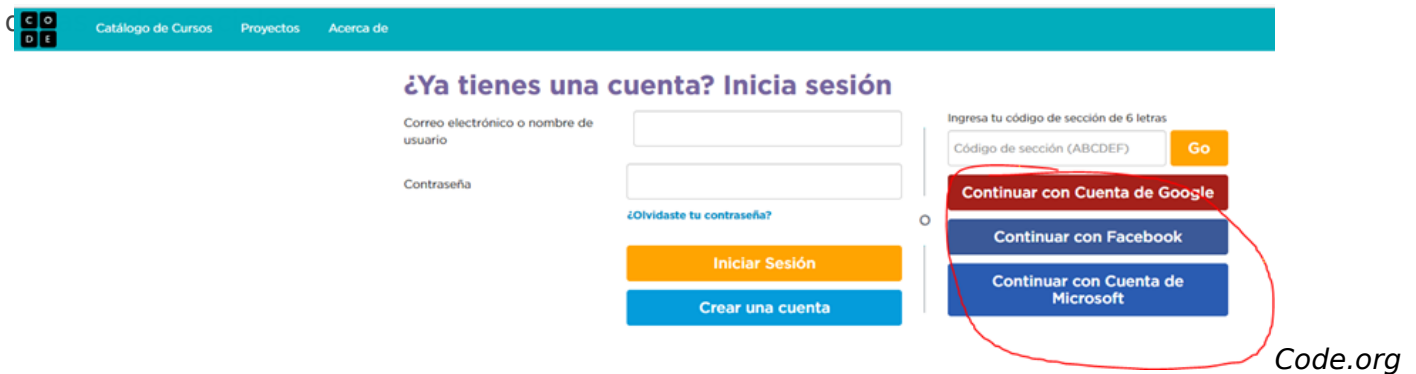 C O
D E
Catálogo de Cursos Proyectos Acerca de
¿Ya tienes una cuenta? Inicia sesión
Correo electrónico o nombre de
usuario
Contraseña
¿Olvidaste tu contraseña?
Iniciar Sesión
Crear una cuenta
O
Ingresa tu código de sección de 6 letras
Código de sección (ABCDEF) Go
Continuar con Cuenta de Google
Continuar con Facebook
Continuar con Cuenta de
Microsoft
Code.org